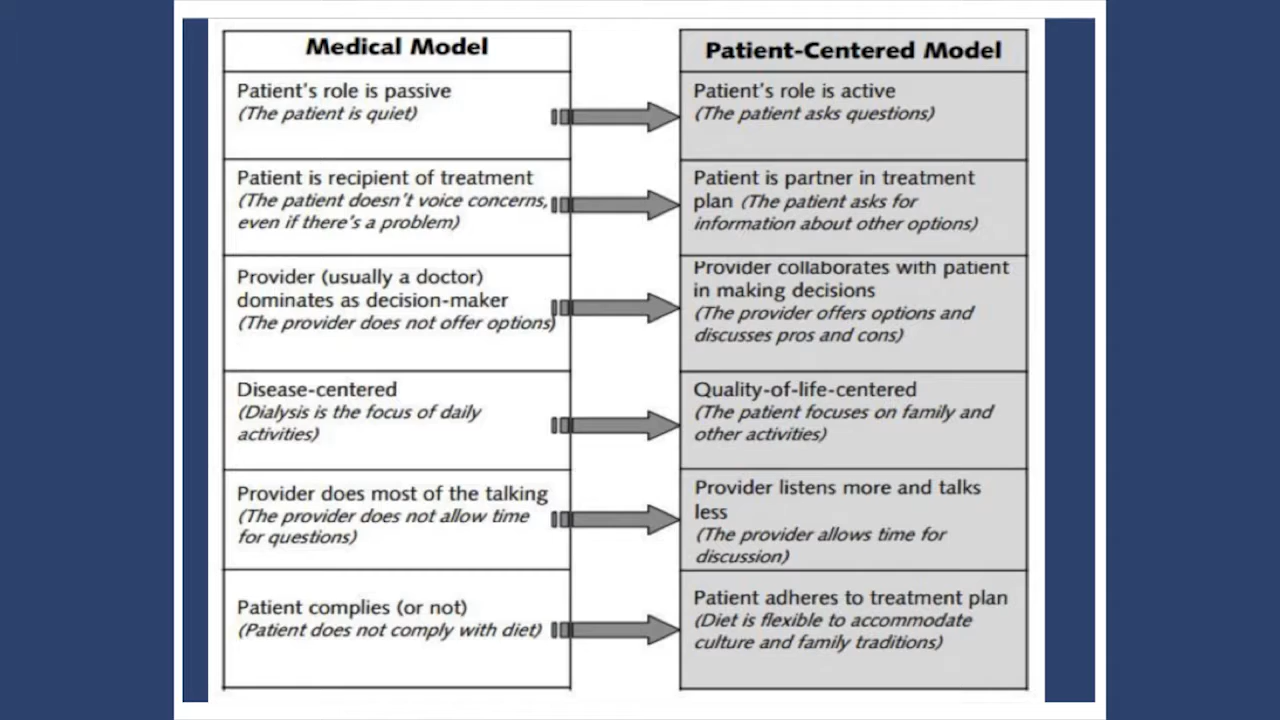 Medical Model
Patient-Centered Model
Patient's role is passive
(The patient is quiet)
Patient's role is active
(The patient asks questions)
Patient is recipient of treatment
(The patient doesn't voice concerns,
even if there's a problem)
Patient is partner in treatment
plan (The patient asks for
information about other options)
Provider (usually a doctor)
dominates as decision-maker
(The provider does not offer options)
Provider collaborates with patient
in making decisions
(The provider offers options and
discusses pros and cons)
Disease-centered
(Dialysis is the focus of daily
activities)
Quality-of-life-centered
(The patient focuses on family and
other activities)
Provider does most of the talking
(The provider does not allow time
for questions)
Provider listens more and talks
less
(The provider allows time for
discussion)
Patient complies (or not)
(Patient does not comply with diet)
Patient adheres to treatment plan
(Diet is flexible to accommodate
culture and family traditions)